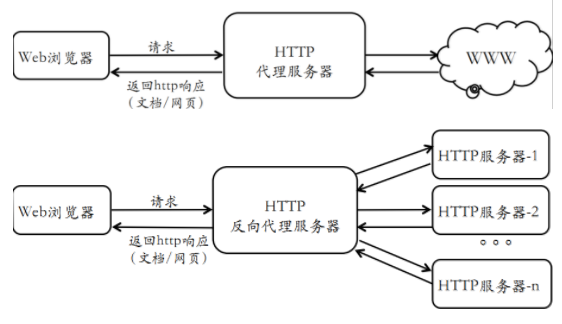 Web浏览器
请求
返回http响应
（文档/网页）
HTTP
代理服务器
WWW
Web浏览器
请求
返回http响应
（文档/网页）
HTTP
反向代理服务器
HTTP服务器-1
HTTP服务器-2
。。。
HTTP服务器-n